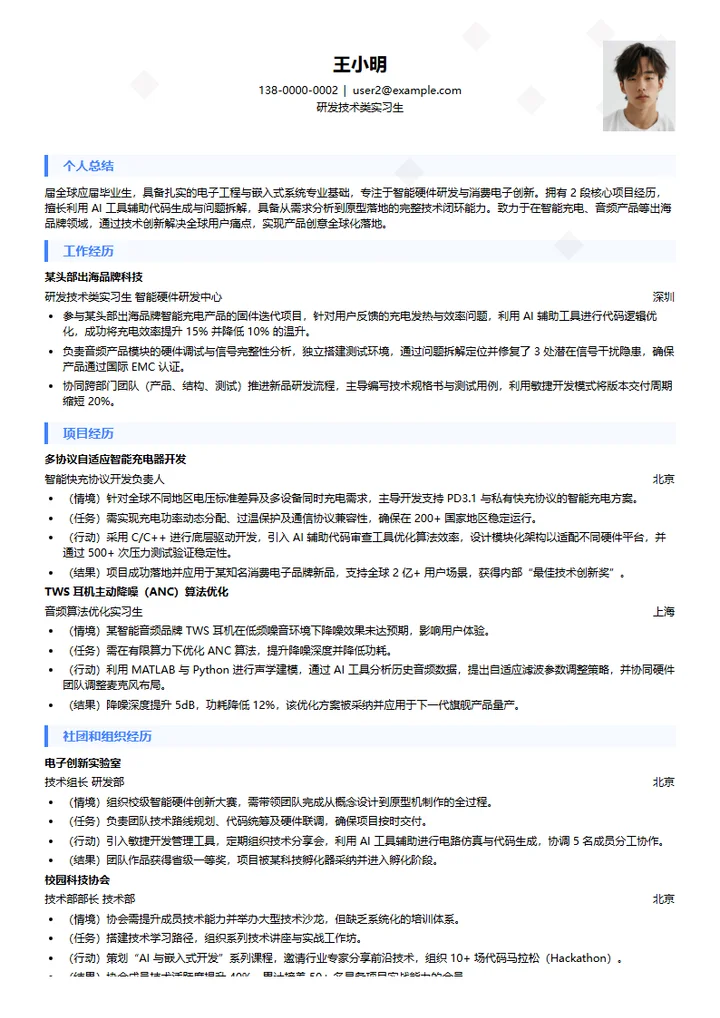 王小明
138-0000-0002 | user2@example.com
研发技术类实习生
个人总结
届全球应届毕业生，具备扎实的电子工程与嵌入式系统专业基础，专注于智能硬件研发与消费电子创新。拥有 2 段核心项目经历，
擅长利用 AI 工具辅助代码生成与问题拆解，具备从需求分析到原型落地的完整技术闭环能力。致力于在智能充电、音频产品等出海
品牌领域，通过技术创新解决全球用户痛点，实现产品创意全球化落地。
工作经历
某头部出海品牌科技
研发技术类实习生 智能硬件研发中心 深圳
• 参与某头部出海品牌智能充电产品的固件迭代项目，针对用户反馈的充电发热与效率问题，利用 AI 辅助工具进行代码逻辑优
化，成功将充电效率提升 15% 并降低 10% 的温升。
• 负责音频产品模块的硬件调试与信号完整性分析，独立搭建测试环境，通过问题拆解定位并修复了 3 处潜在信号干扰隐患，确保
产品通过国际 EMC 认证。
• 协同跨部门团队（产品、结构、测试）推进新品研发流程，主导编写技术规格书与测试用例，利用敏捷开发模式将版本交付周期
缩短 20%。
项目经历
多协议自适应智能充电器开发
智能快充协议开发负责人 北京
• （情境）针对全球不同地区电压标准差异及多设备同时充电需求，主导开发支持 PD3.1 与私有快充协议的智能充电方案。
• （任务）需实现充电功率动态分配、过温保护及通信协议兼容性，确保在 200+ 国家地区稳定运行。
• （行动）采用 C/C++ 进行底层驱动开发，引入 AI 辅助代码审查工具优化算法效率，设计模块化架构以适配不同硬件平台，并
通过 500+ 次压力测试验证稳定性。
• （结果）项目成功落地并应用于某知名消费电子品牌新品，支持全球 2 亿+ 用户场景，获得内部“最佳技术创新奖”。
TWS 耳机主动降噪（ANC）算法优化
音频算法优化实习生 上海
• （情境）某智能音频品牌 TWS 耳机在低频噪音环境下降噪效果未达预期，影响用户体验。
• （任务）需在有限算力下优化 ANC 算法，提升降噪深度并降低功耗。
• （行动）利用 MATLAB 与 Python 进行声学建模，通过 AI 工具分析历史音频数据，提出自适应滤波参数调整策略，并协同硬件
团队调整麦克风布局。
• （结果）降噪深度提升 5dB，功耗降低 12%，该优化方案被采纳并应用于下一代旗舰产品量产。
社团和组织经历
电子创新实验室
技术组长 研发部 北京
• （情境）组织校级智能硬件创新大赛，需带领团队完成从概念设计到原型机制作的全过程。
• （任务）负责团队技术路线规划、代码统筹及硬件联调，确保项目按时交付。
• （行动）引入敏捷开发管理工具，定期组织技术分享会，利用 AI 工具辅助进行电路仿真与代码生成，协调 5 名成员分工协作。
• （结果）团队作品获得省级一等奖，项目被某科技孵化器采纳并进入孵化阶段。
校园科技协会
技术部部长 技术部 北京
• （情境）协会需提升成员技术能力并举办大型技术沙龙，但缺乏系统化的培训体系。
• （任务）搭建技术学习路径，组织系列技术讲座与实战工作坊。
• （行动）策划“AI 与嵌入式开发”系列课程，邀请行业专家分享前沿技术，组织 10+ 场代码马拉松（Hackathon）。